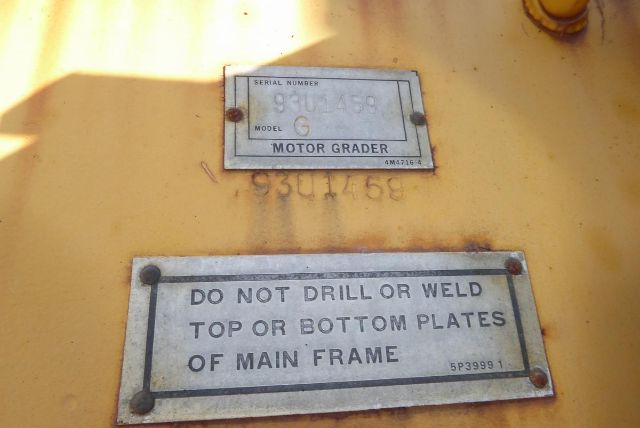 SERIAL NUMBER
93U1459
MODEL G
MOTOR GRADER
4M4716 4
93U1459
DO NOT DRILL OR WELD
TOP OR BOTTOM PLATES
OF MAIN FRAME
5P3999 1